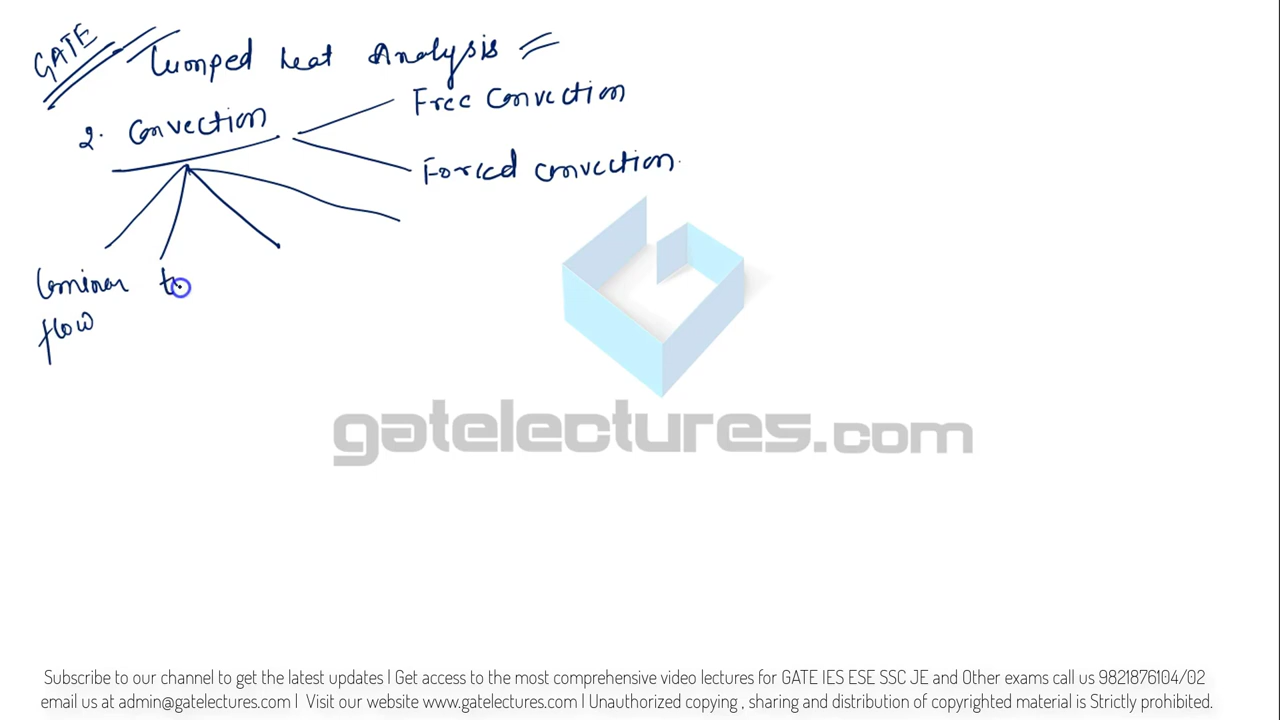 GATE Lumped heat Analysis =
2. Convection
Free convection
Forced convection.
Laminar to
flow
gatelectures.com
Subscribe to our channel to get the latest updates | Get access to the most comprehensive video lectures for GATE IES ESE SSC JE and Other exams call us 9821876104/02
email us at admin@gatelectures.com | Visit our website www.gatelectures.com | Unauthorized copying , sharing and distribution of copyrighted material is Strictly prohibited.